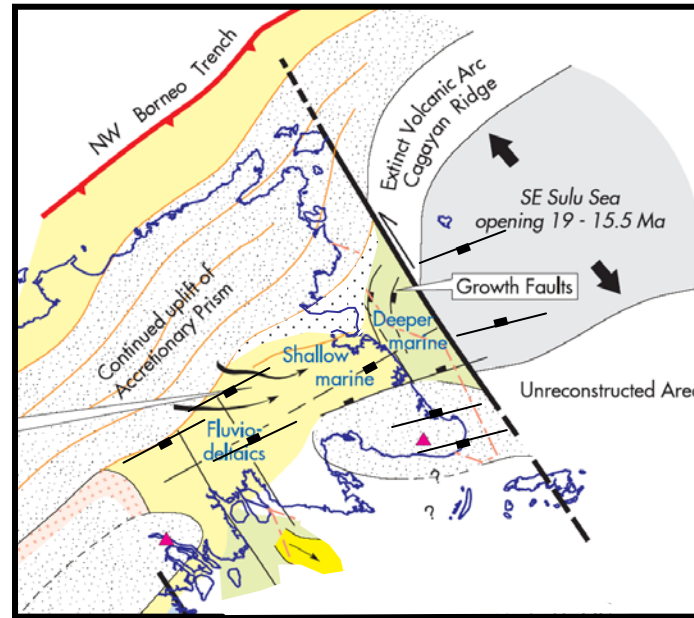 NW Borneo Trench
Extinct Volcanic Arc
Cagayan Ridge
SE Sulu Sea
opening 19 - 15.5 Ma
Growth Faults
Continued uplift of
Accretionary Prism
Deeper
marine
Shallow
marine
Unreconstructed Area
Fluvio-
deltaics
?
?